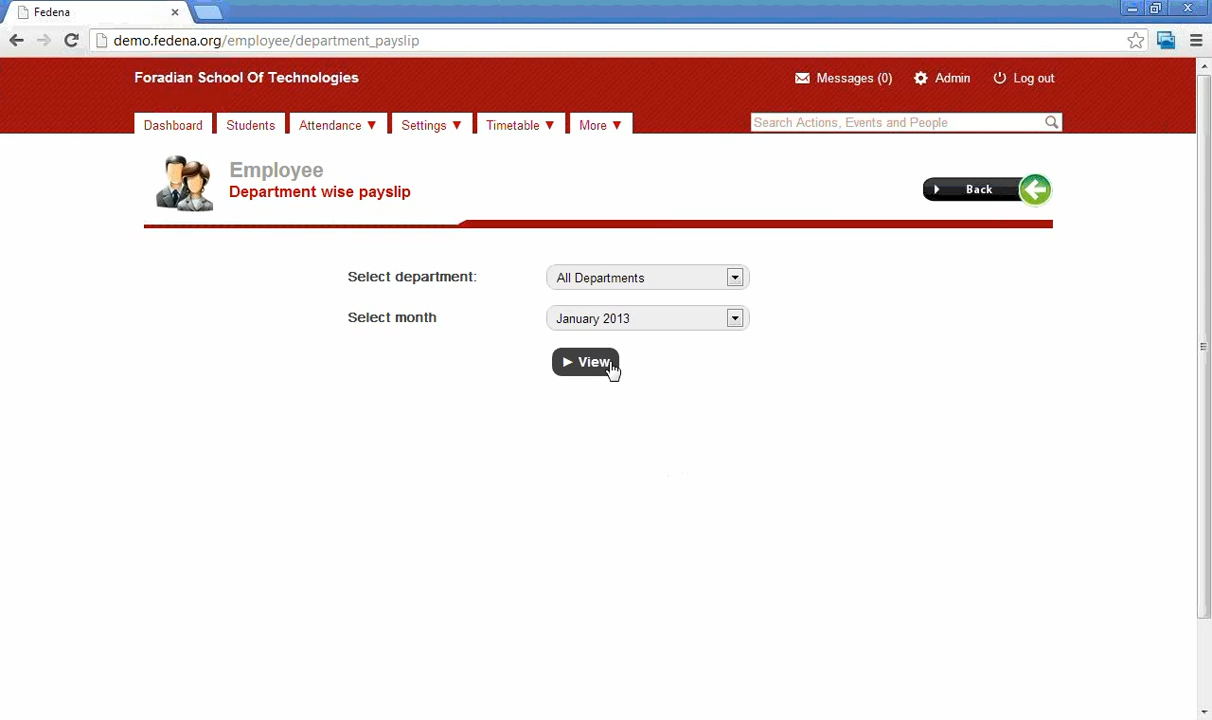 Fedena
demo.fedena.org/employee/department_payslip
Foradian School Of Technologies
Messages (0) Admin Log out
Dashboard Students Attendance ▼ Settings ▼ Timetable ▼ More ▼ Search Actions, Events and People
Employee
Department wise payslip
Back
Select department: All Departments
Select month January 2013
View